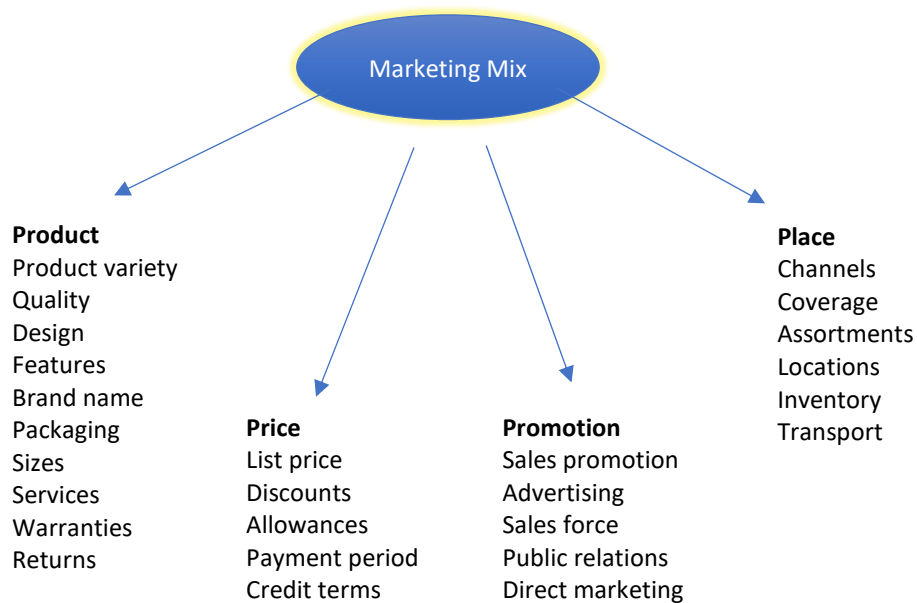 Marketing Mix
Product
Product variety
Quality
Design
Features
Brand name
Packaging
Sizes
Services
Warranties
Returns
Price
List price
Discounts
Allowances
Payment period
Credit terms
Promotion
Sales promotion
Advertising
Sales force
Public relations
Direct marketing
Place
Channels
Coverage
Assortments
Locations
Inventory
Transport